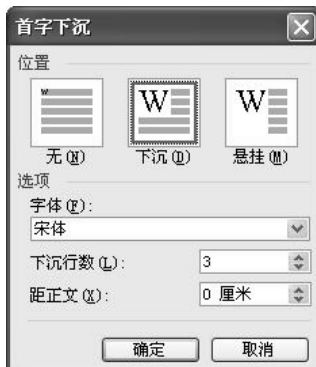 首字下沉
位置
W W W
无(N) 下沉(D) 悬挂(M)
选项
字体(F):
宋体
下沉行数(L): 3
距正文(X): 0 厘米
确定 取消